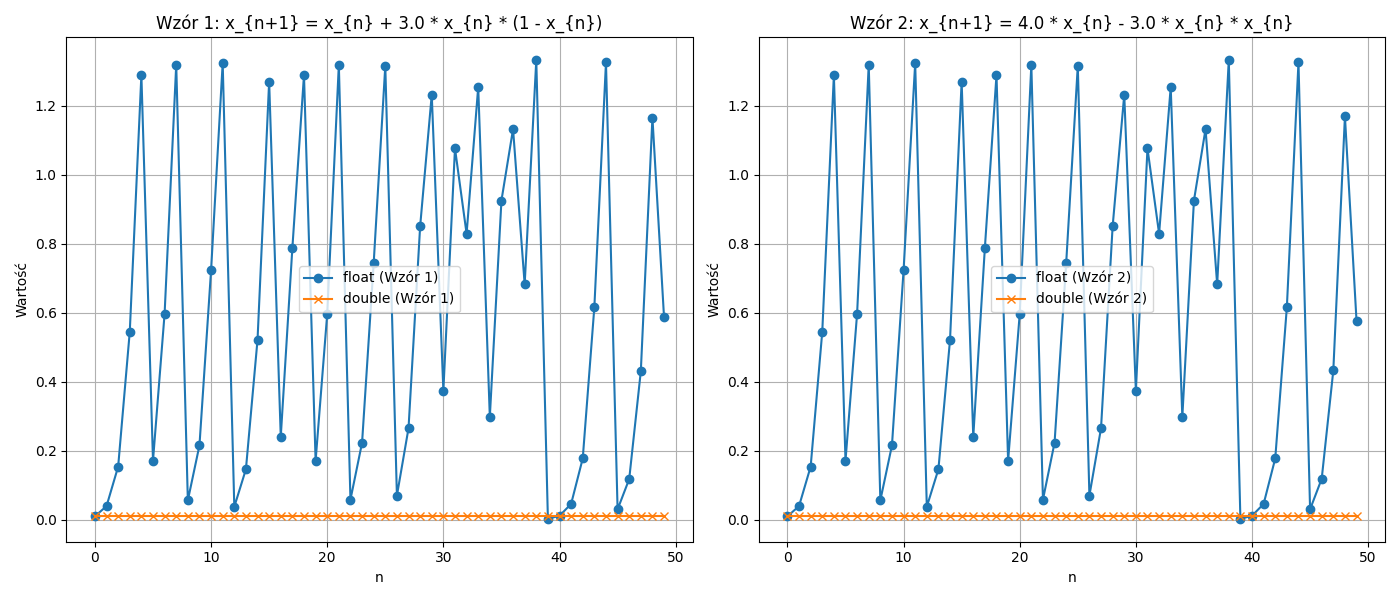 Wzór 1: x_{n+1} = x_{n} + 3.0 * x_{n} * (1 - x_{n})
Wartość
1.2
1.0
0.8
0.6
0.4
0.2
0.0
float (Wzór 1)
double (Wzór 1)
0 10 20 30 40 50
n
Wzór 2: x_{n+1} = 4.0 * x_{n} - 3.0 * x_{n} * x_{n}
Wartość
1.2
1.0
0.8
0.6
0.4
0.2
0.0
float (Wzór 2)
double (Wzór 2)
0 10 20 30 40 50
n